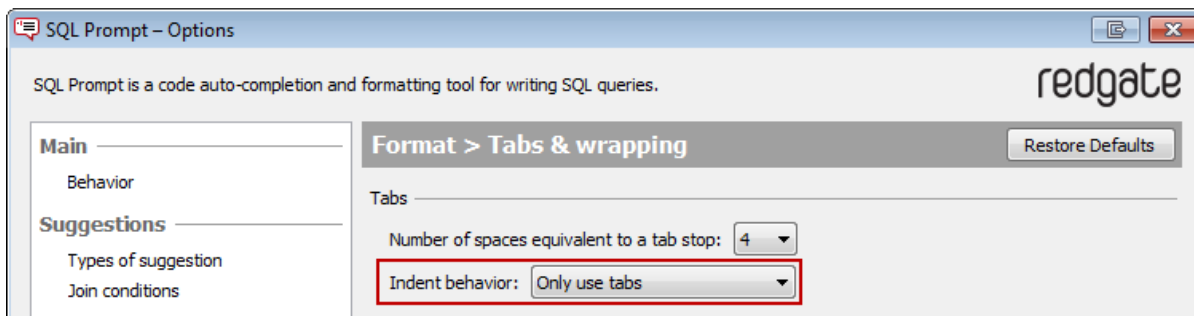 SQL Prompt – Options
SQL Prompt is a code auto-completion and formatting tool for writing SQL queries.
redgate
Main
Behavior
Suggestions
Types of suggestion
Join conditions
Format > Tabs & wrapping
Restore Defaults
Tabs
Number of spaces equivalent to a tab stop: 4
Indent behavior: Only use tabs